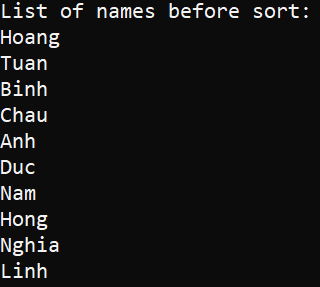 List of names before sort:
Hoang
Tuan
Binh
Chau
Anh
Duc
Nam
Hong
Nghia
Linh